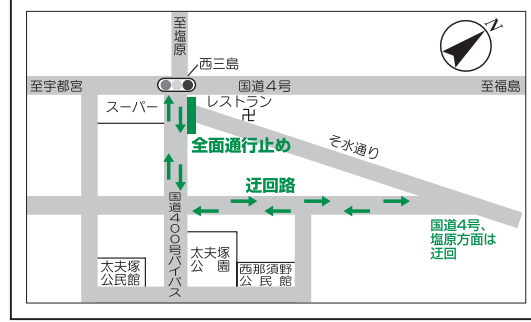 至塩原
N
西三島
至宇都宮
国道4号
至福島
スーパー
レストラン
卍
全面通行止め
そ水通り
迂回路
国道400号バイパス
国道4号、
塩原方面は
迂回
太夫塚
公園
太夫塚
公民館
西那須野
公民館